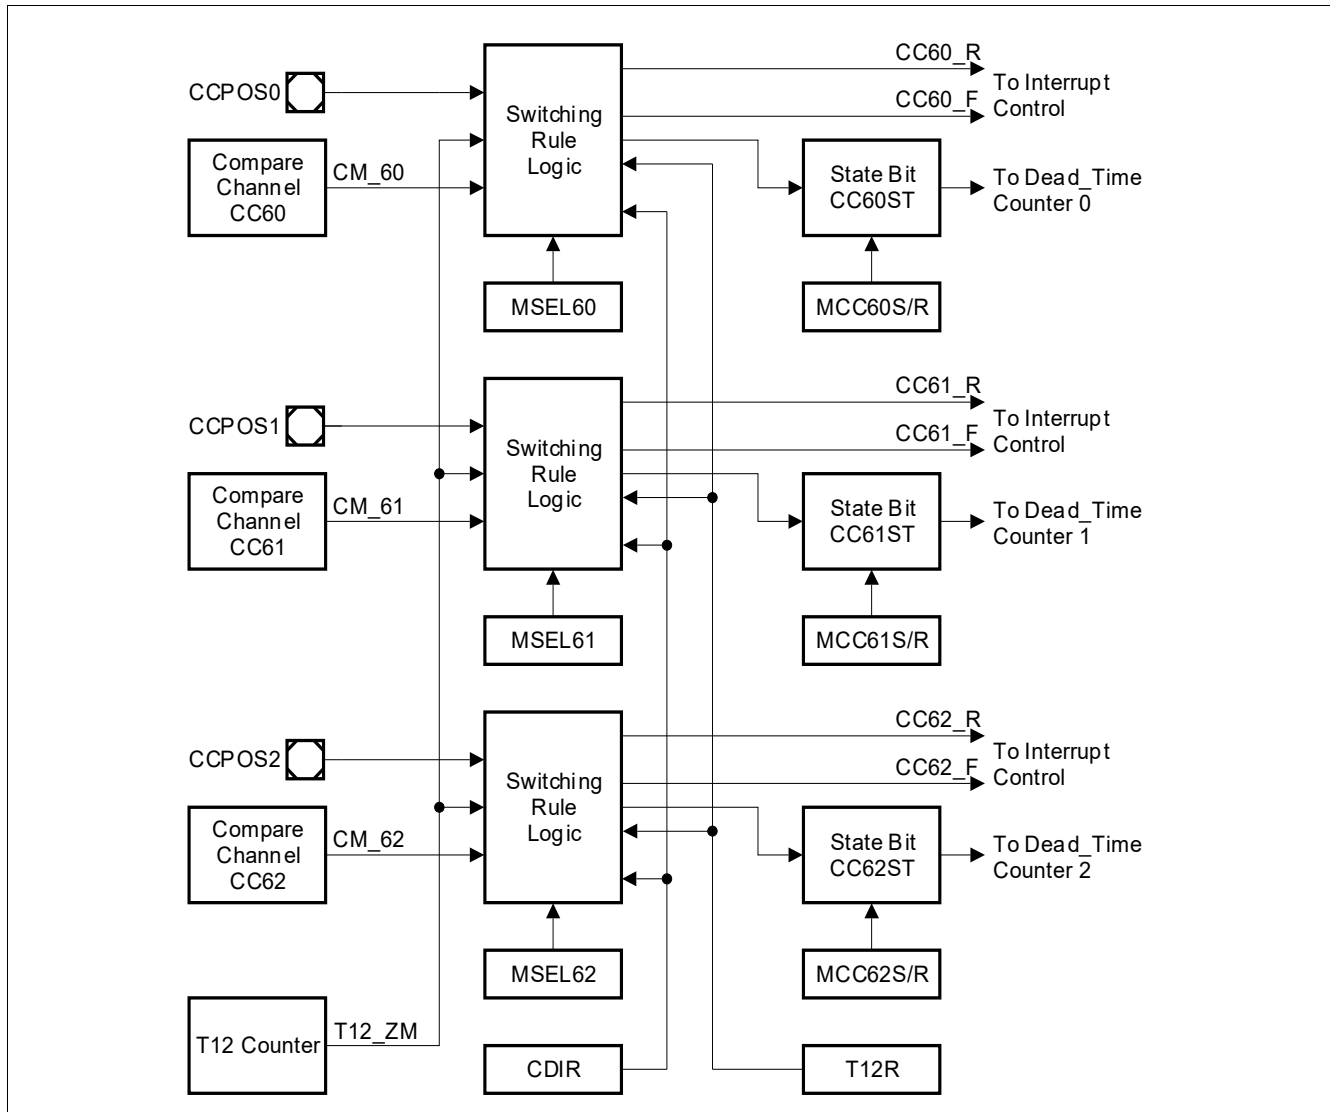 CC60_R
CCPOS0
To Interrupt
Control
CC60_F
Switching
Rule
Logic
Compare
Channel
CC60
CM_60
State Bit
CC60ST
To Dead_Time
Counter 0
MSEL60
MCC60S/R
CC61_R
CCPOS1
To Interrupt
Control
CC61_F
Switching
Rule
Logic
Compare
Channel
CC61
CM_61
State Bit
CC61ST
To Dead_Time
Counter 1
MSEL61
MCC61S/R
CC62_R
CCPOS2
To Interrupt
Control
CC62_F
Switching
Rule
Logic
Compare
Channel
CC62
CM_62
State Bit
CC62ST
To Dead_Time
Counter 2
MSEL62
MCC62S/R
T12 Counter
T12_ZM
CDIR
T12R